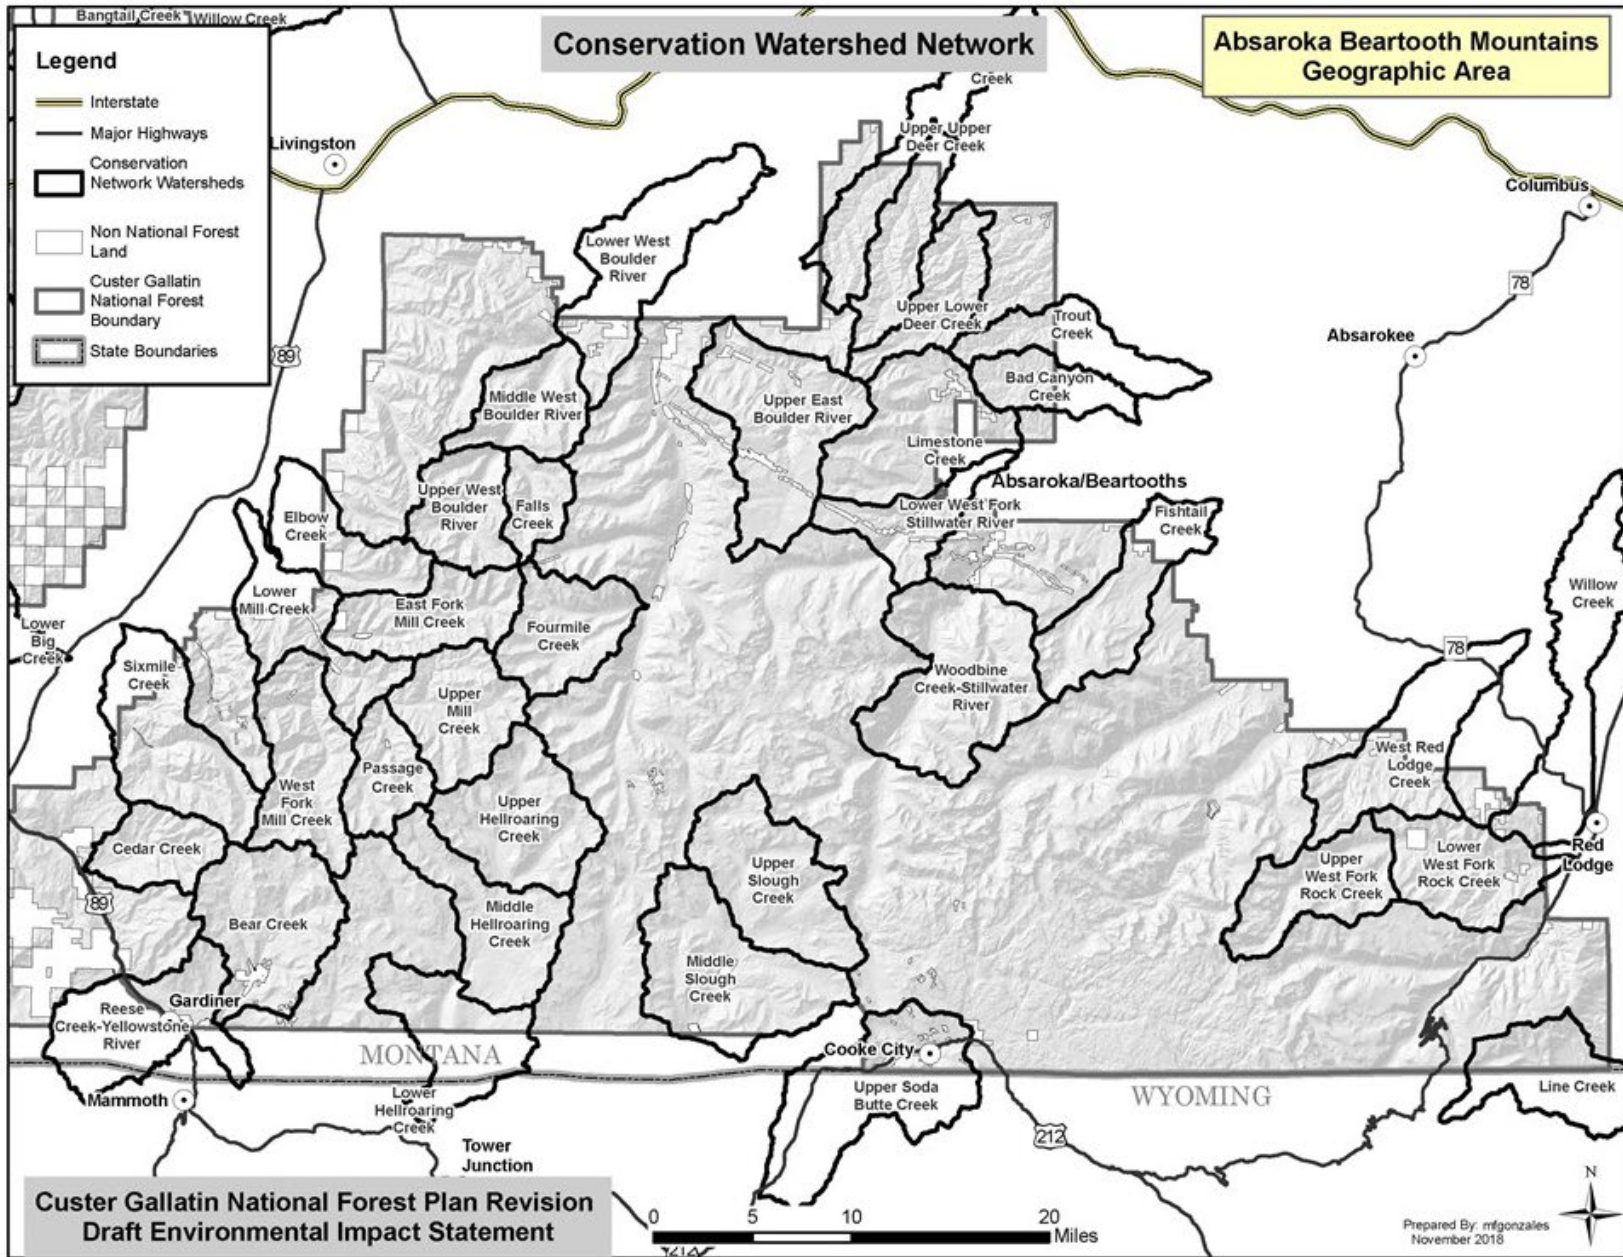 Bangtail Creek
Willow Creek
Conservation Watershed Network
Absaroka Beartooth Mountains
Geographic Area
Legend
Interstate
Major Highways
Conservation
Network Watersheds
Non National Forest
Land
Custer Gallatin
National Forest
Boundary
State Boundaries
Livingston
Creek
Upper Upper
Deer Creek
Columbus
Lower West
Boulder
River
78
Upper Lower
Deer Creek
Trout
Creek
Absarokee
89
Bad Canyon
Creek
Middle West
Boulder River
Upper East
Boulder River
Limestone
Creek
Absaroka/Beartooths
Upper West
Boulder
River
Falls
Creek
Elbow
Creek
Lower West Fork
Stillwater River
Fishtail
Creek
Willow
Creek
Lower
Mill Creek
East Fork
Mill Creek
Fourmile
Creek
Lower
Big
Creek
78
Sixmile
Creek
Upper
Mill
Creek
Woodbine
Creek-Stillwater
River
West Red
Lodge
Creek
Passage
Creek
West
Fork
Mill Creek
Upper
Hellroaring
Creek
Cedar Creek
Upper
Slough
Creek
Upper
West Fork
Rock Creek
Lower
West Fork
Rock Creek
Red
Lodge
89
Bear Creek
Middle
Hellroaring
Creek
Middle
Slough
Creek
Gardiner
Reese
Creek-Yellowstone
River
MONTANA
Cooke City
Mammoth
Lower
Hellroaring
Creek
Upper Soda
Butte Creek
WYOMING
Line Creek
212
Tower
Junction
Custer Gallatin National Forest Plan Revision
Draft Environmental Impact Statement
0 5 10 20
Miles
N
Prepared By: mfgonzales
November 2018